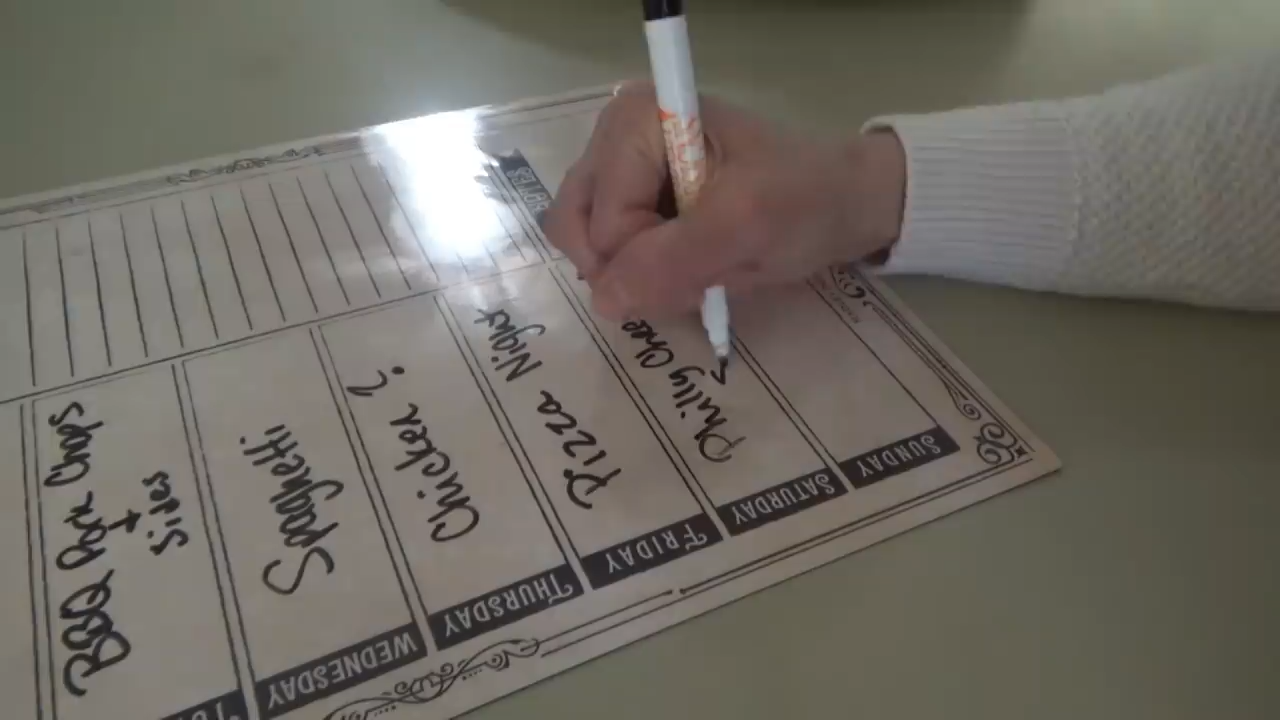 BBQ Pork Chops
Sides
WEDNESDAY
Spaghetti
THURSDAY
Chicken ?
FRIDAY
Pizza Night
SATURDAY
Philly Chee
SUNDAY